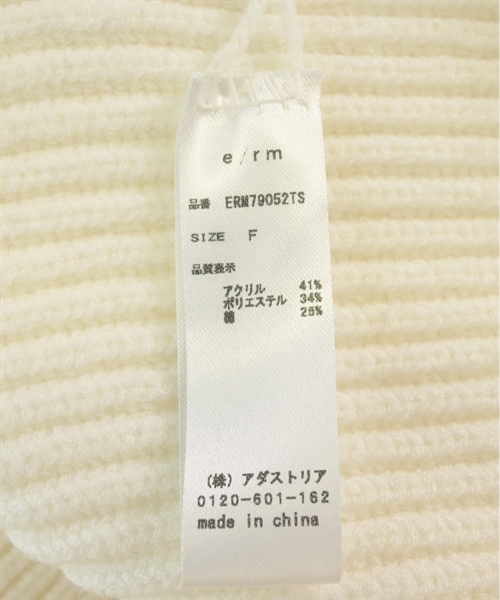 e/rm
品番 ERM79052TS
SIZE F
品質表示
アクリル 41%
ポリエステル 34%
綿 25%
(株) アダストリア
0120-601-162
made in china